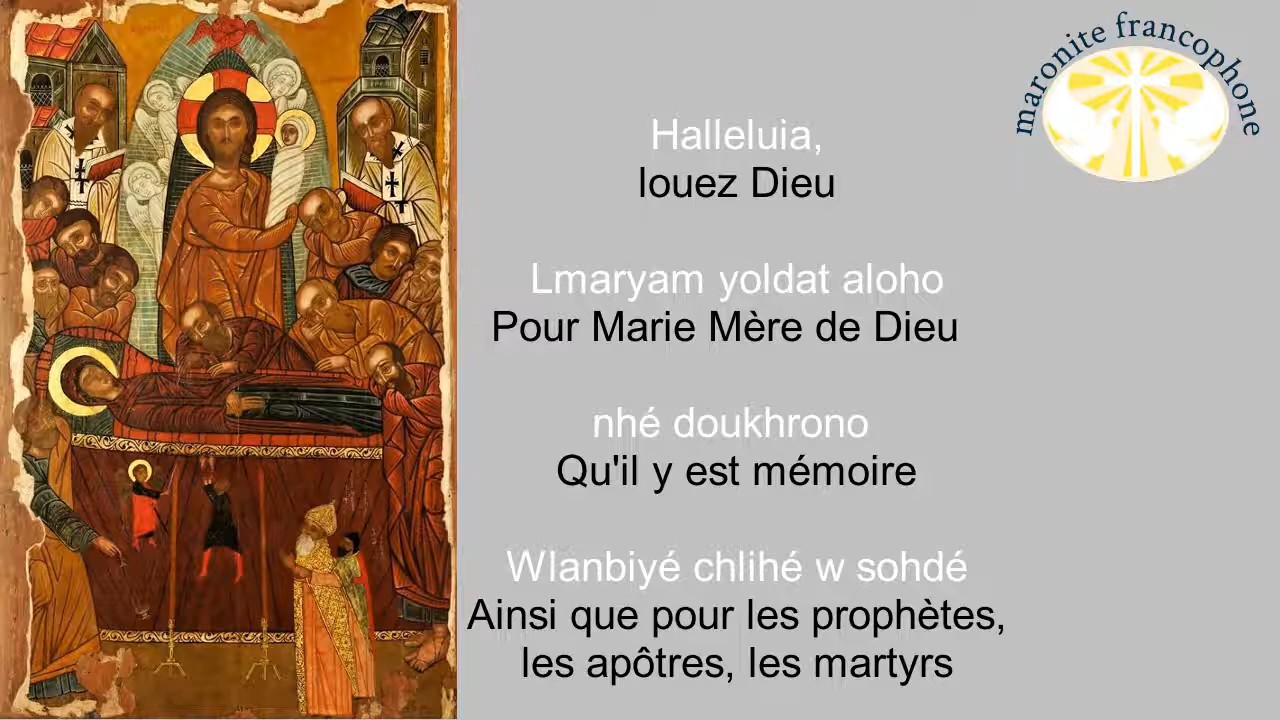 maronite francophone
Halleluia,
louez Dieu
Lmaryam yoldat aloho
Pour Marie Mère de Dieu
nhé doukhrono
Qu'il y est mémoire
Wlanbiyé chlihé w sohdé
Ainsi que pour les prophètes,
les apôtres, les martyrs